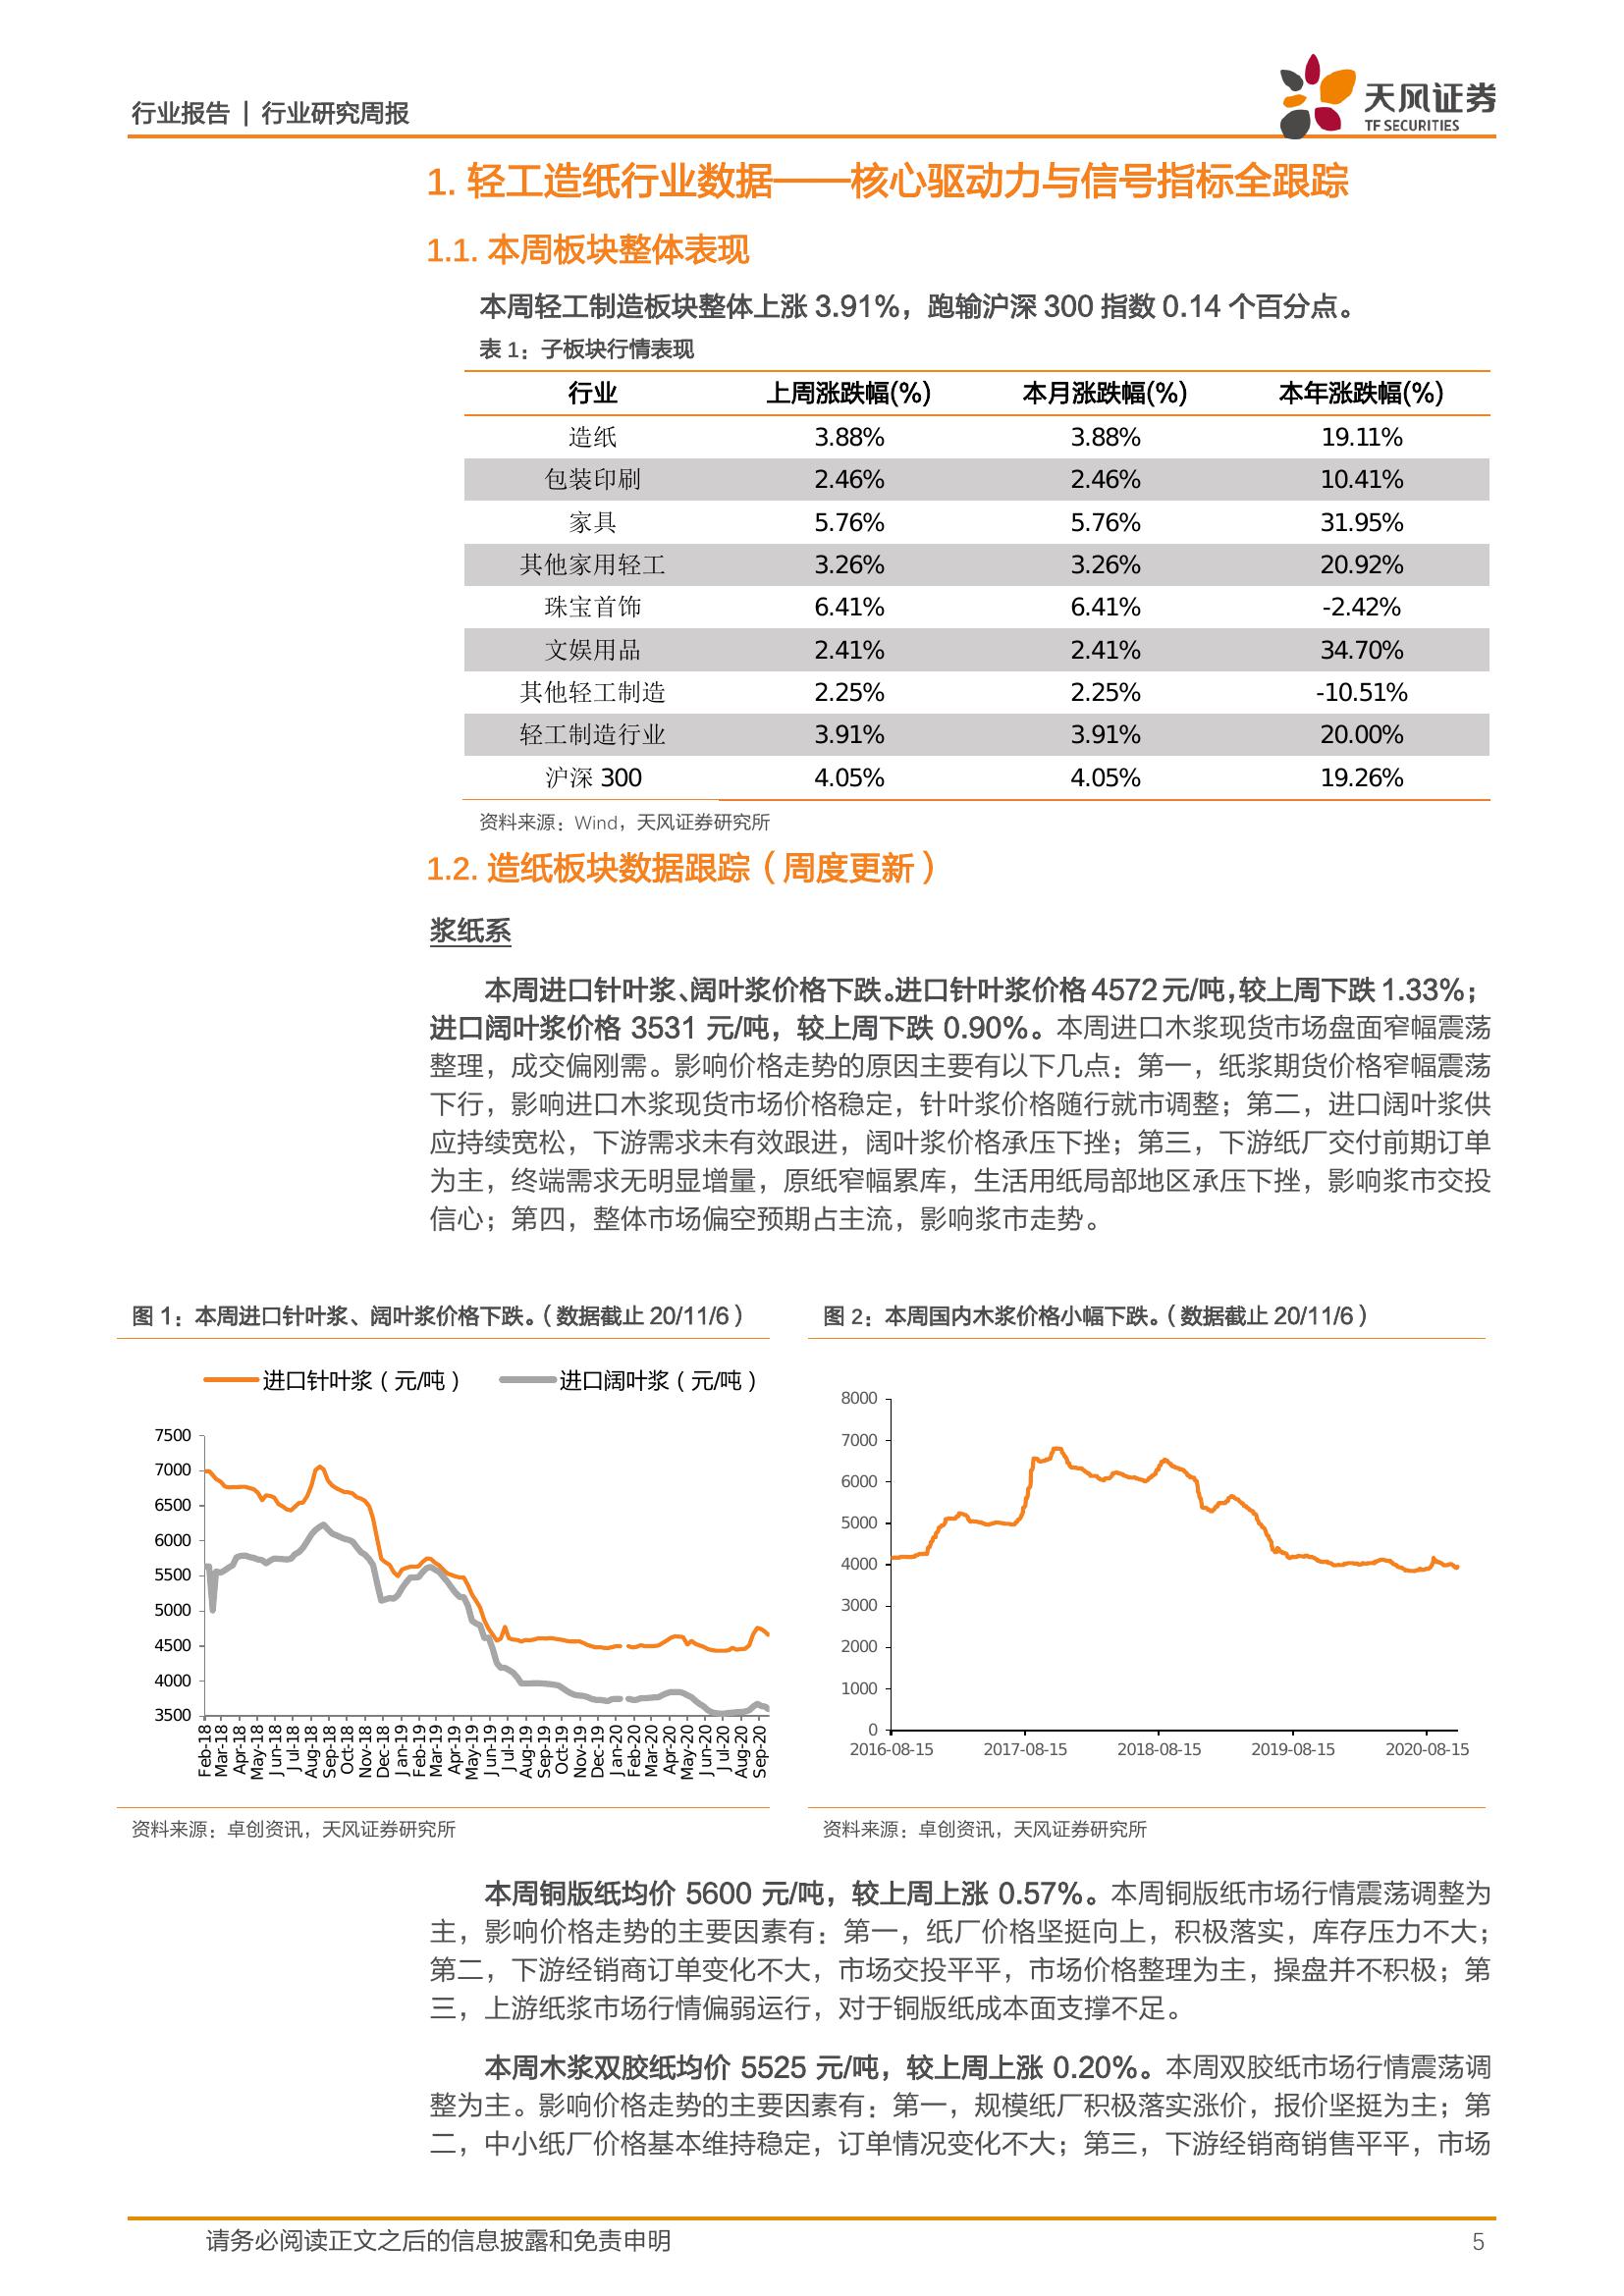 行业报告 | 行业研究周报
天风证券
TF SECURITIES
1. 轻工造纸行业数据——核心驱动力与信号指标全跟踪
1.1. 本周板块整体表现
本周轻工制造板块整体上涨 3.91%，跑输沪深 300 指数 0.14 个百分点。
表 1：子板块行情表现
行业 上周涨跌幅(%) 本月涨跌幅(%) 本年涨跌幅(%)
造纸 3.88% 3.88% 19.11%
包装印刷 2.46% 2.46% 10.41%
家具 5.76% 5.76% 31.95%
其他家用轻工 3.26% 3.26% 20.92%
珠宝首饰 6.41% 6.41% -2.42%
文娱用品 2.41% 2.41% 34.70%
其他轻工制造 2.25% 2.25% -10.51%
轻工制造行业 3.91% 3.91% 20.00%
沪深 300 4.05% 4.05% 19.26%
资料来源：Wind，天风证券研究所
1.2. 造纸板块数据跟踪（周度更新）
浆纸系
本周进口针叶浆、阔叶浆价格下跌。进口针叶浆价格 4572 元/吨，较上周下跌 1.33%；
进口阔叶浆价格 3531 元/吨，较上周下跌 0.90%。本周进口木浆现货市场盘面窄幅震荡
整理，成交偏刚需。影响价格走势的原因主要有以下几点：第一，纸浆期货价格窄幅震荡
下行，影响进口木浆现货市场价格稳定，针叶浆价格随行就市调整；第二，进口阔叶浆供
应持续宽松，下游需求未有效跟进，阔叶浆价格承压下挫；第三，下游纸厂交付前期订单
为主，终端需求无明显增量，原纸窄幅累库，生活用纸局部地区承压下挫，影响浆市交投
信心；第四，整体市场偏空预期占主流，影响浆市走势。
图 1：本周进口针叶浆、阔叶浆价格下跌。（数据截止 20/11/6）
进口针叶浆（元/吨） 进口阔叶浆（元/吨）
7500
7000
6500
6000
5500
5000
4500
4000
3500
Feb-18 Mar-18 Apr-18 May-18 Jun-18 Jul-18 Aug-18 Sep-18 Oct-18 Nov-18 Dec-18 Jan-19 Feb-19 Mar-19 Apr-19 May-19 Jun-19 Jul-19 Aug-19 Sep-19 Oct-19 Nov-19 Dec-19 Jan-20 Feb-20 Mar-20 Apr-20 May-20 Jun-20 Jul-20 Aug-20 Sep-20
资料来源：卓创资讯，天风证券研究所
图 2：本周国内木浆价格小幅下跌。（数据截止 20/11/6）
8000
7000
6000
5000
4000
3000
2000
1000
0
2016-08-15 2017-08-15 2018-08-15 2019-08-15 2020-08-15
资料来源：卓创资讯，天风证券研究所
本周铜版纸均价 5600 元/吨，较上周上涨 0.57%。本周铜版纸市场行情震荡调整为
主，影响价格走势的主要因素有：第一，纸厂价格坚挺向上，积极落实，库存压力不大；
第二，下游经销商订单变化不大，市场交投平平，市场价格整理为主，操盘并不积极；第
三，上游纸浆市场行情偏弱运行，对于铜版纸成本面支撑不足。
本周木浆双胶纸均价 5525 元/吨，较上周上涨 0.20%。本周双胶纸市场行情震荡调
整为主。影响价格走势的主要因素有：第一，规模纸厂积极落实涨价，报价坚挺为主；第
二，中小纸厂价格基本维持稳定，订单情况变化不大；第三，下游经销商销售平平，市场
请务必阅读正文之后的信息披露和免责申明
5